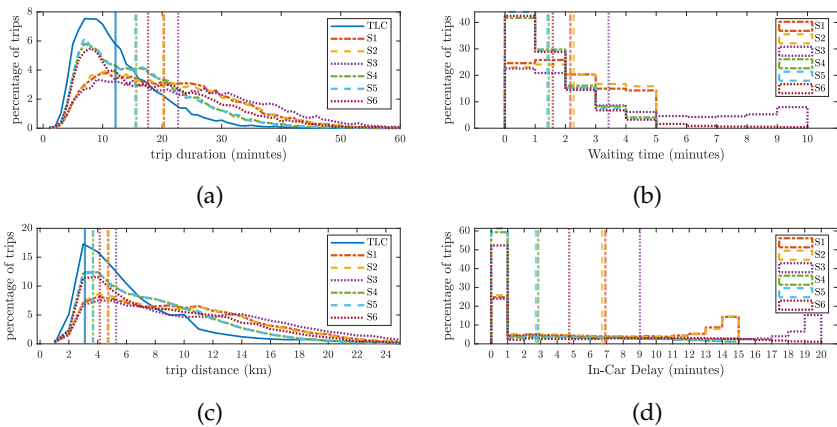 8
6
4
2
0
percentage of trips
0 10 20 30 40 50 60
trip duration (minutes)
TLC
S1
S2
S3
S4
S5
S6
(a)
40
30
20
10
0
percentage of trips
0 1 2 3 4 5 6 7 8 9 10
Waiting time (minutes)
S1
S2
S3
S4
S5
S6
(b)
20
15
10
5
0
percentage of trips
0 2 4 6 8 10 12 14 16 18 20 22 24
trip distance (km)
TLC
S1
S2
S3
S4
S5
S6
(c)
60
50
40
30
20
10
0
percentage of trips
0 1 2 3 4 5 6 7 8 9 10 11 12 13 14 15 16 17 18 19 20
In-Car Delay (minutes)
S1
S2
S3
S4
S5
S6
(d)